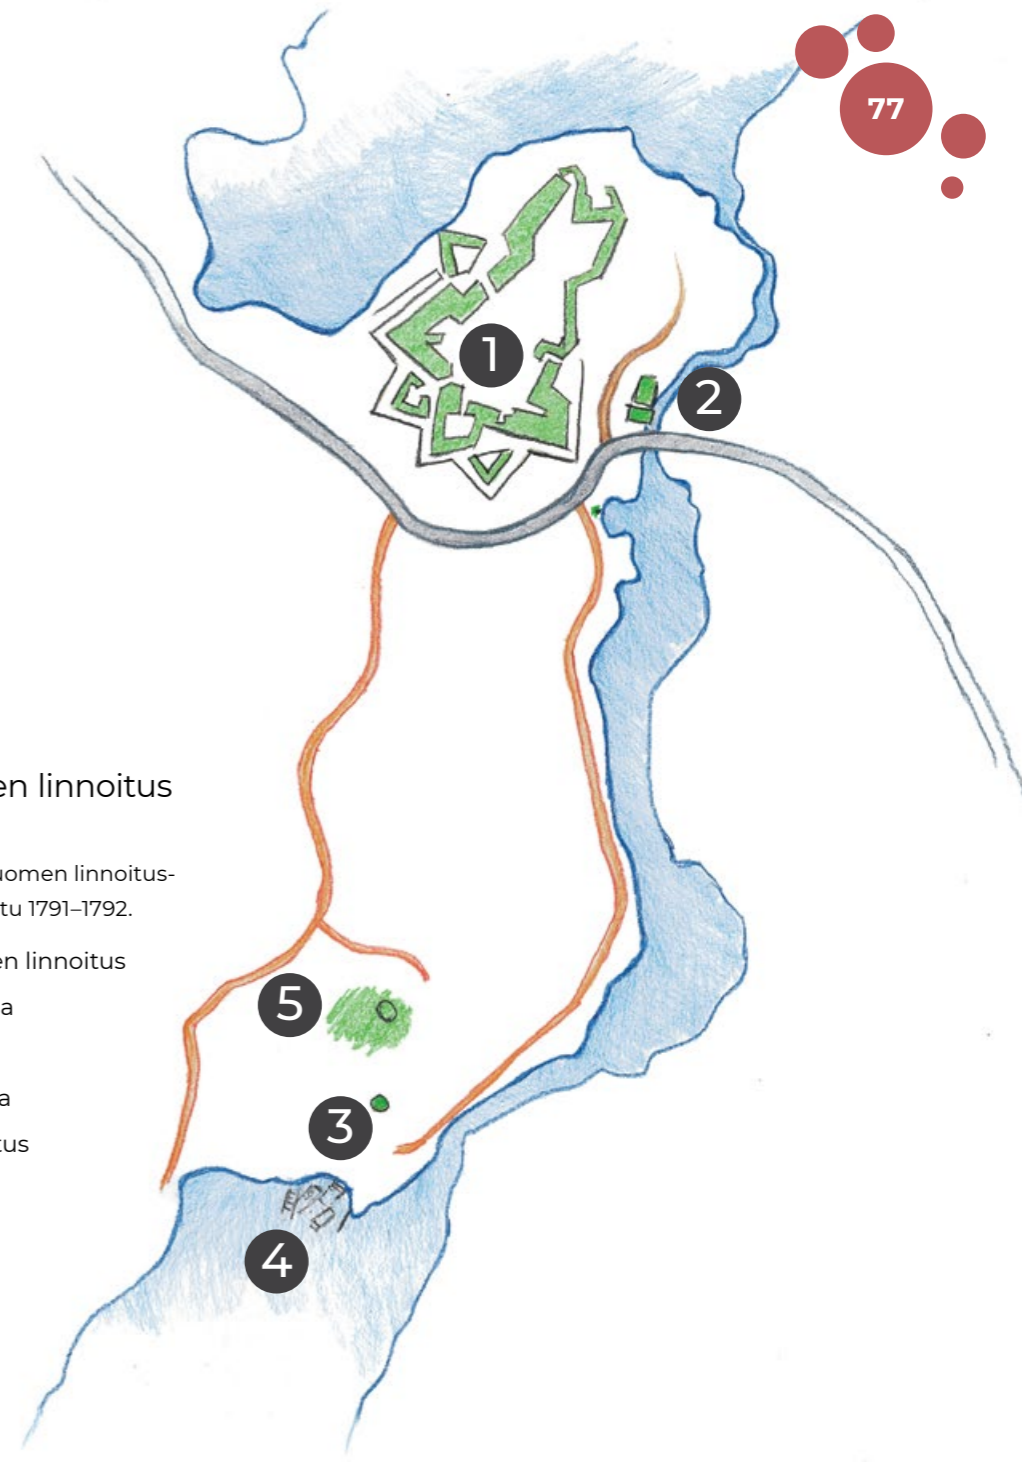 77
1
2
en linnoitus
uomen linnoitus-
tu 1791–1792.
en linnoitus
a
a
tus
5
3
4